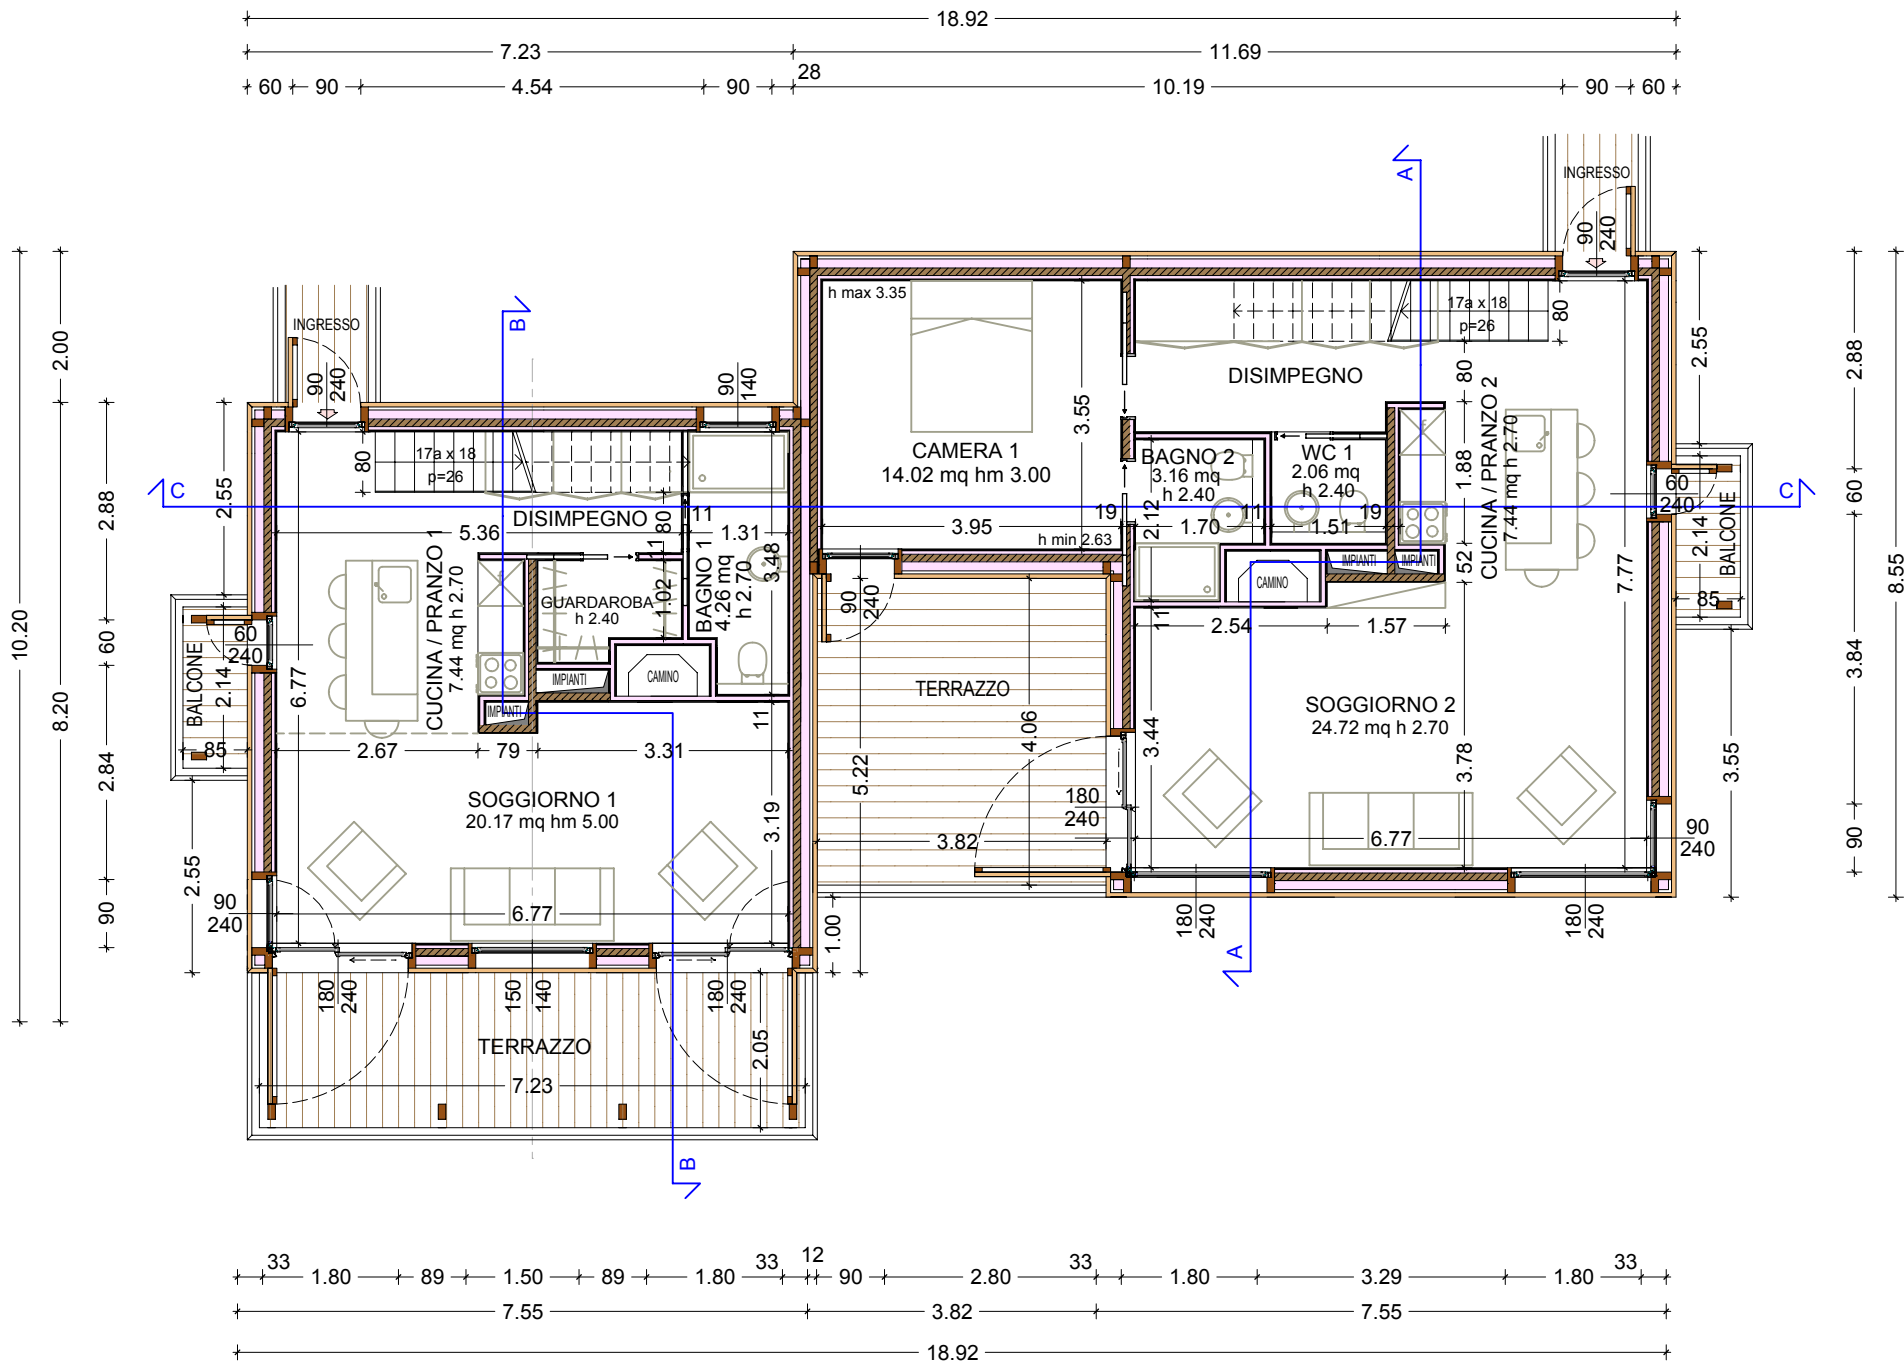 18.92
7.23
11.69
28
60
90
4.54
90
10.19
90
60
INGRESSO
90
240
A
INGRESSO
90
240
B
90
140
h max 3.35
17a x 18
p=26
80
80
DISIMPEGNO
17a x 18
p=26
80
CAMERA 1
14.02 mq hm 3.00
3.55
BAGNO 2
3.16 mq
h 2.40
WC 1
2.06 mq
h 2.40
1.88
CUCINA / PRANZO 2
7.44 mq h 2.70
60
240
BALCONE
2.14
85
C
C
DISIMPEGNO
5.36
80
11
1.31
3.95
19
2.12
1.70
11
1.51
19
h min 2.63
52
IMPIANTI
IMPIANTI
CAMINO
7.77
CUCINA / PRANZO 1
7.44 mq h 2.70
GUARDAROBA
h 2.40
11
1.02
BAGNO 1
4.26 mq
h 2.70
3.48
90
240
11
2.54
1.57
60
240
BALCONE
2.14
85
6.77
IMPIANTI
CAMINO
IMPIANTI
11
TERRAZZO
4.06
5.22
SOGGIORNO 2
24.72 mq h 2.70
3.44
3.78
2.67
79
3.31
SOGGIORNO 1
20.17 mq hm 5.00
3.19
180
240
3.82
6.77
90
240
90
240
6.77
1.00
180
240
180
240
A
180
240
150
140
180
240
TERRAZZO
2.05
7.23
B
10.20
2.00
8.20
2.88
60
2.84
90
2.55
2.55
2.55
3.55
2.88
60
3.84
90
8.55
33
1.80
89
1.50
89
1.80
33
12
90
2.80
33
1.80
3.29
1.80
33
7.55
3.82
7.55
18.92